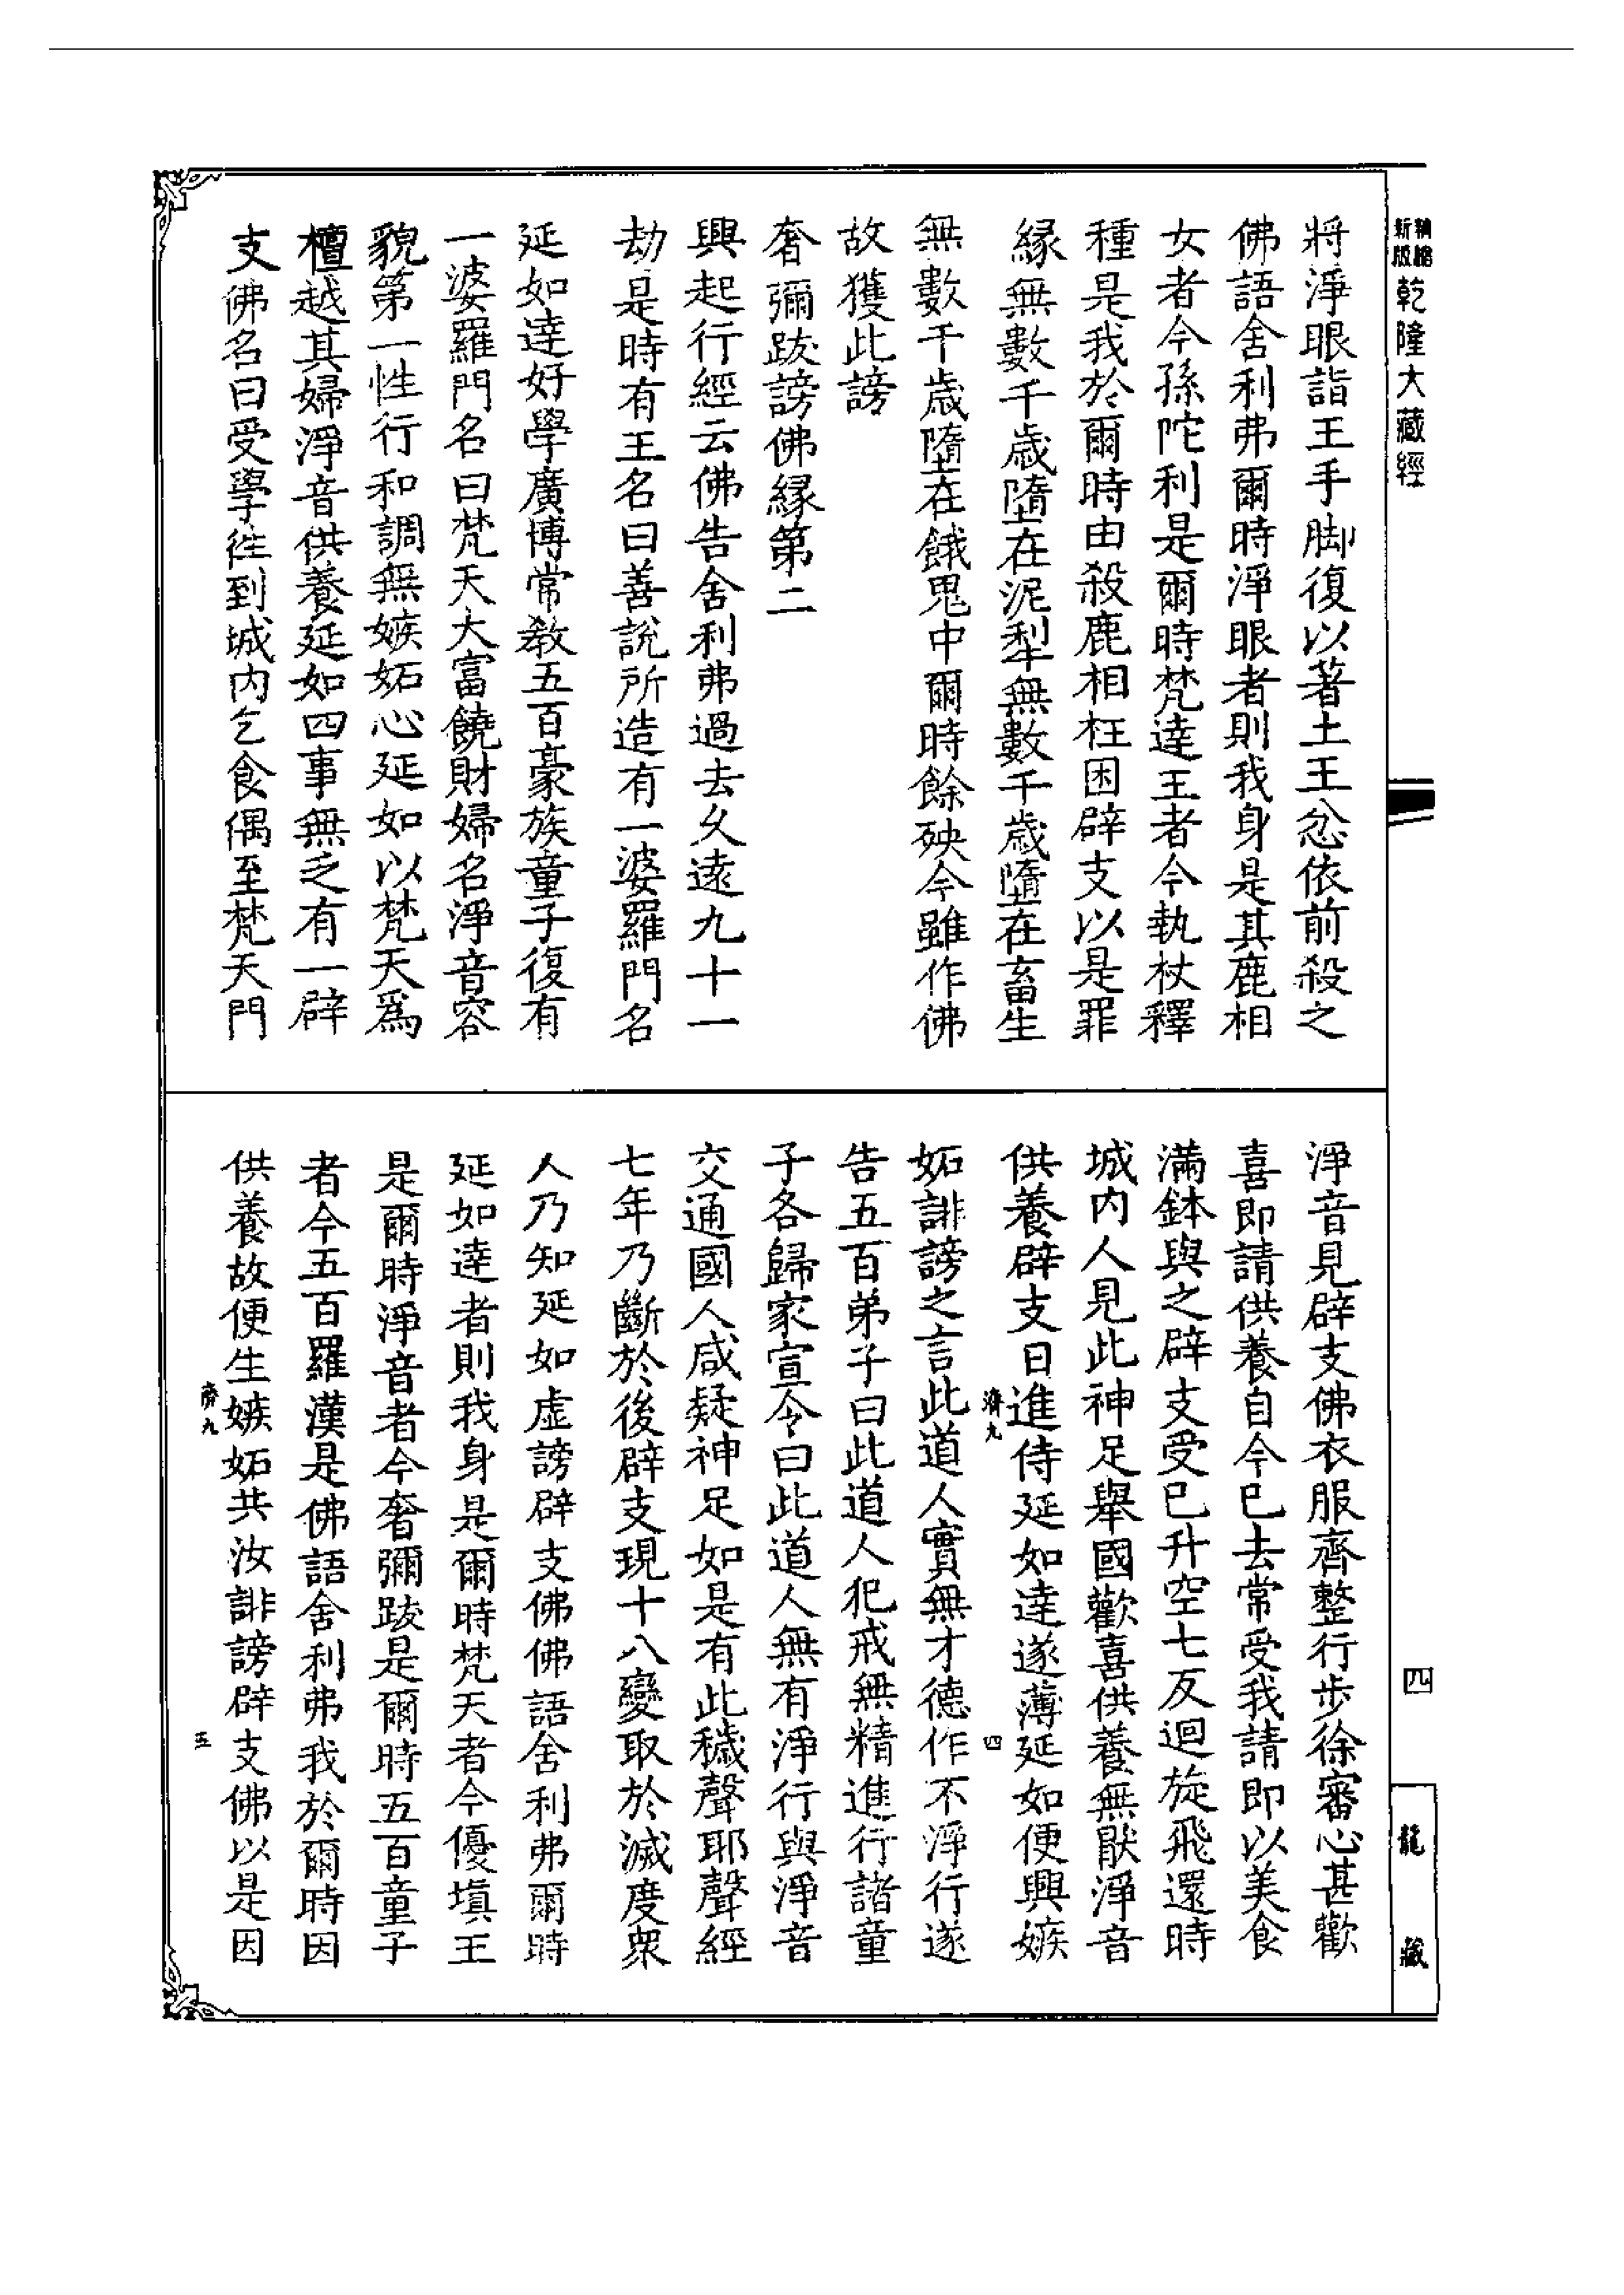 精繕
新版
乾隆大藏經
將淨眼詣王手脚復以著土王忿依前殺之
佛語舍利弗爾時淨眼者則我身是其鹿相
女者今孫陀利是爾時梵達王者今執杖釋
種是我於爾時由殺鹿相枉困辟支以是罪
緣無數千歲墮在泥犁無數千歲墮在畜生
無數千歲墮在餓鬼中爾時餘殃今雖作佛
故獲此謗
奢彌跋謗佛緣第二
興起行經云佛告舍利弗過去久遠九十一
劫是時有王名曰善說所造有一婆羅門名
延如達好學廣博常教五百豪族童子復有
一婆羅門名曰梵天大富饒財婦名淨音容
貌第一性行和調無嫉妬心延如以梵天為
檀越其婦淨音供養延如四事無乏有一辟
支佛名曰受學徃到城內乞食偶至梵天門
淨音見辟支佛衣服齊整行步徐審心甚歡
喜即請供養自今已去常受我請即以美食
滿鉢與之辟支受已升空七反迴旋飛還時
城內人見此神足舉國歡喜供養無猒淨音
供養辟支日進侍延如達遂薄延如便興嫉
濟九
四
妬誹謗之言此道人實無才德作不淨行遂
告五百弟子曰此道人犯戒無精進行諸童
子各歸家宣令曰此道人無有淨行與淨音
交通國人咸疑神足如是有此穢聲耶聲經
七年乃斷於後辟支現十八變取於滅度眾
人乃知延如虛謗辟支佛佛語舍利弗爾時
延如達者則我身是爾時梵天者今優填王
是爾時淨音者今奢彌跋是爾時五百童子
者今五百羅漢是佛語舍利弗我於爾時因
供養故便生嫉妬共汝誹謗辟支佛以是因
濟九
五
四
龍藏